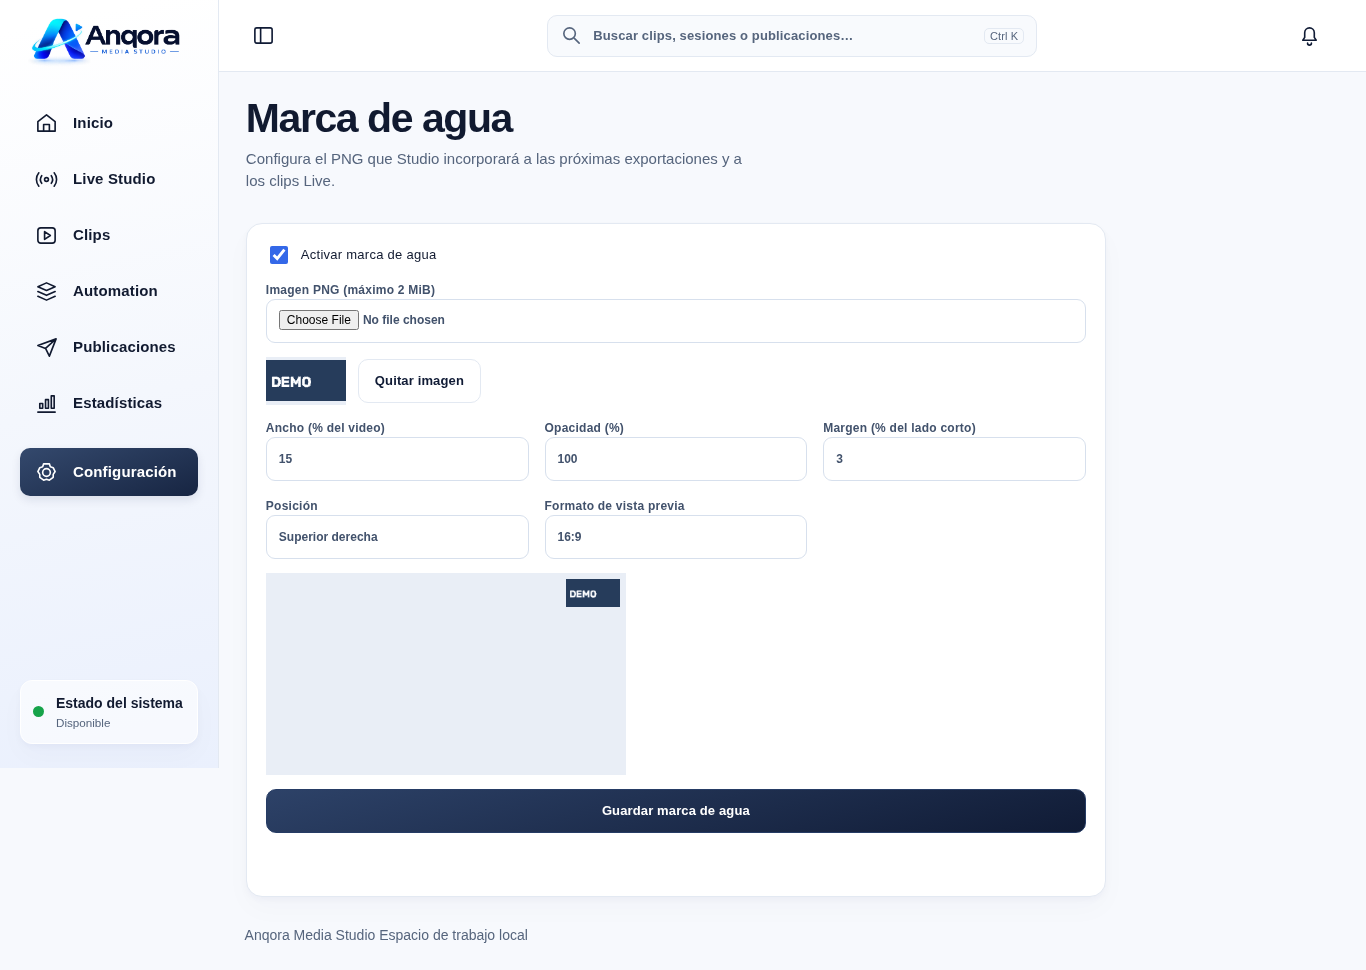 Anqora
MEDIA STUDIO
Buscar clips, sesiones o publicaciones...
Ctrl K
Inicio
Live Studio
Clips
Automation
Publicaciones
Estadísticas
Configuración
Estado del sistema
Disponible
Marca de agua
Configura el PNG que Studio incorporará a las próximas exportaciones y a
los clips Live.
Activar marca de agua
Imagen PNG (máximo 2 MiB)
Choose File No file chosen
DEMO
Quitar imagen
Ancho (% del video)
Opacidad (%)
Margen (% del lado corto)
15
100
3
Posición
Formato de vista previa
Superior derecha
16:9
DEMO
Guardar marca de agua
Anqora Media Studio Espacio de trabajo local